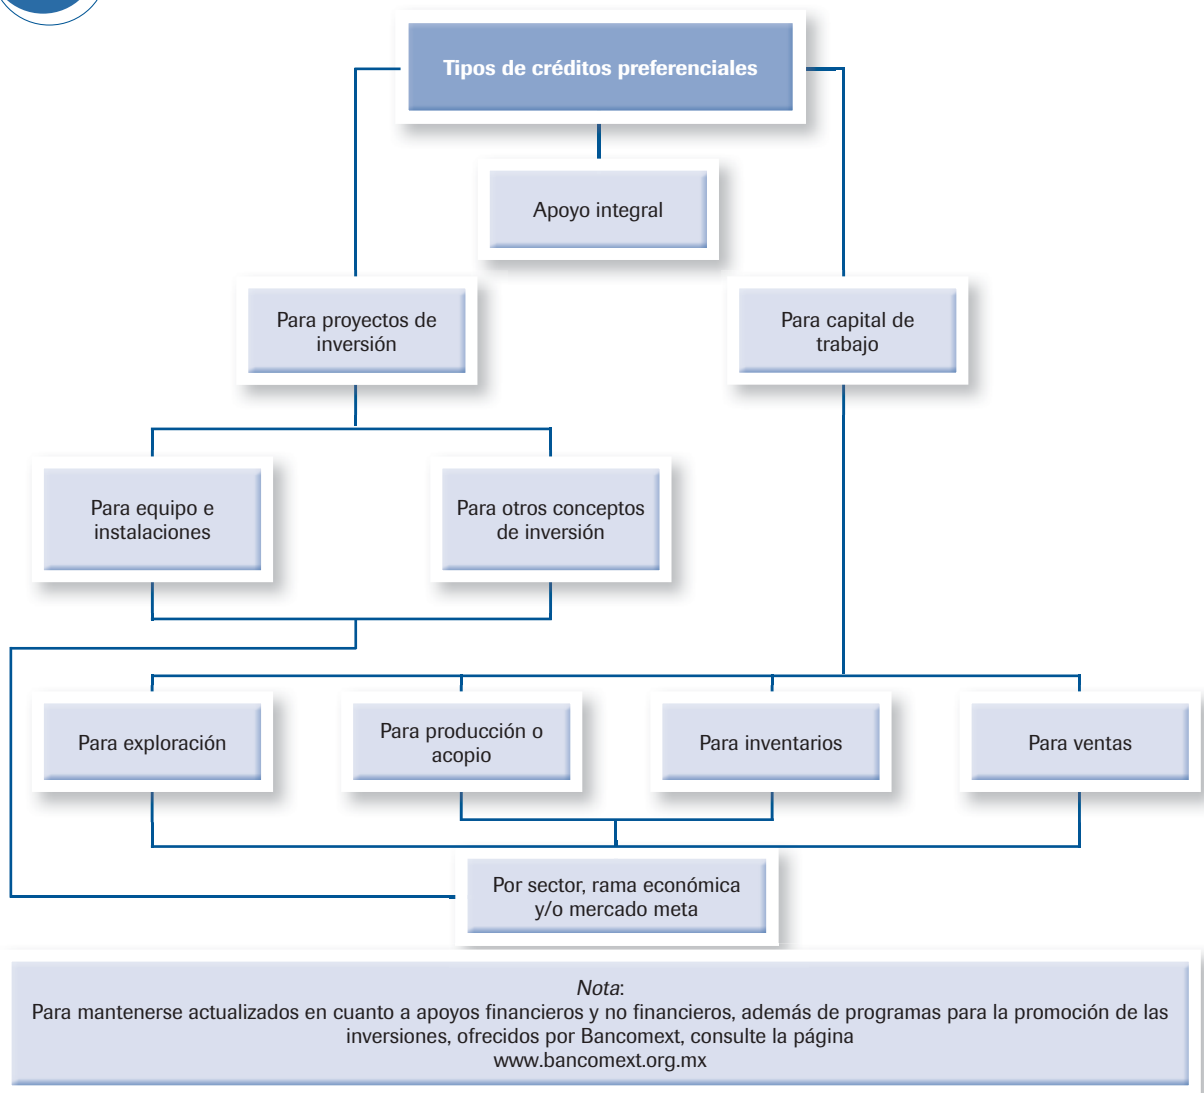 Tipos de créditos preferenciales
Apoyo integral
Para proyectos de
inversión
Para capital de
trabajo
Para equipo e
instalaciones
Para otros conceptos
de inversión
Para exploración
Para producción o
acopio
Para inventarios
Para ventas
Por sector, rama económica
y/o mercado meta
Nota:
Para mantenerse actualizados en cuanto a apoyos financieros y no financieros, además de programas para la promoción de las
inversiones, ofrecidos por Bancomext, consulte la página
www.bancomext.org.mx